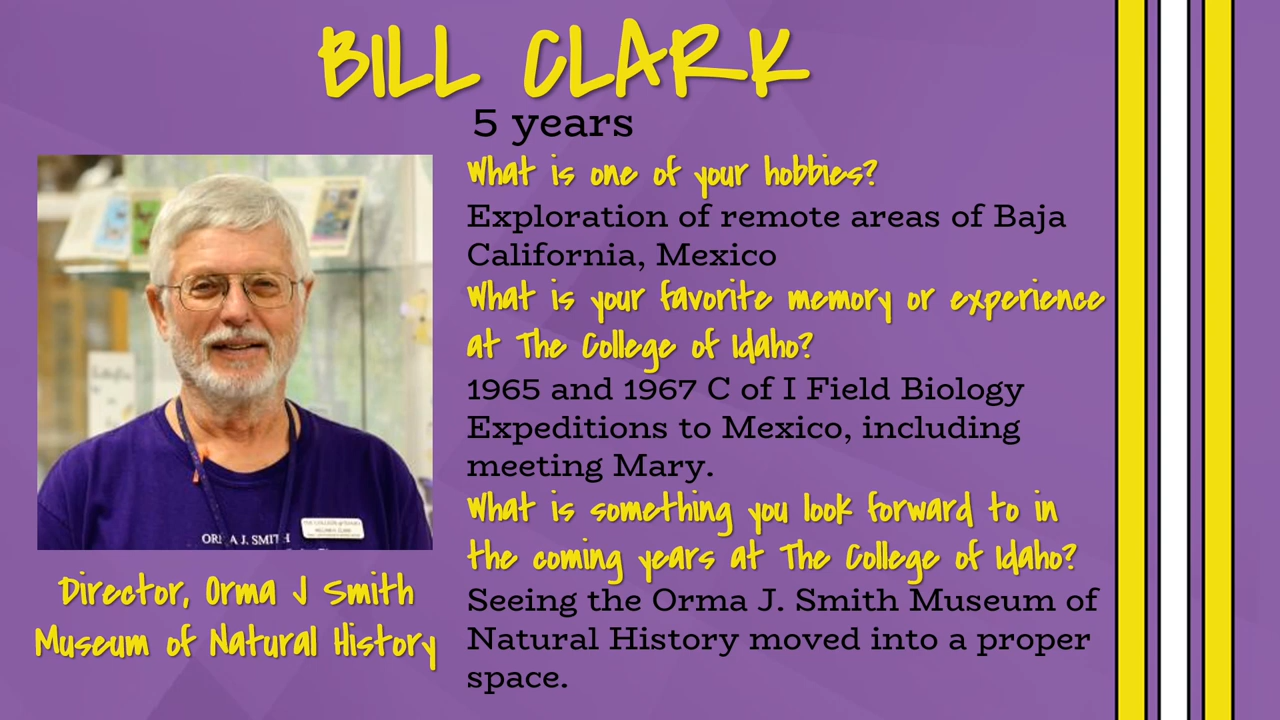 BILL CLARK
5 years
What is one of your hobbies?
Exploration of remote areas of Baja
California, Mexico
What is your favorite memory or experience
at The College of Idaho?
1965 and 1967 C of I Field Biology
Expeditions to Mexico, including
meeting Mary.
What is something you look forward to in
the coming years at The College of Idaho?
Seeing the Orma J. Smith Museum of
Natural History moved into a proper
space.
J. SMITH
Director, Orma J Smith
Museum of Natural History